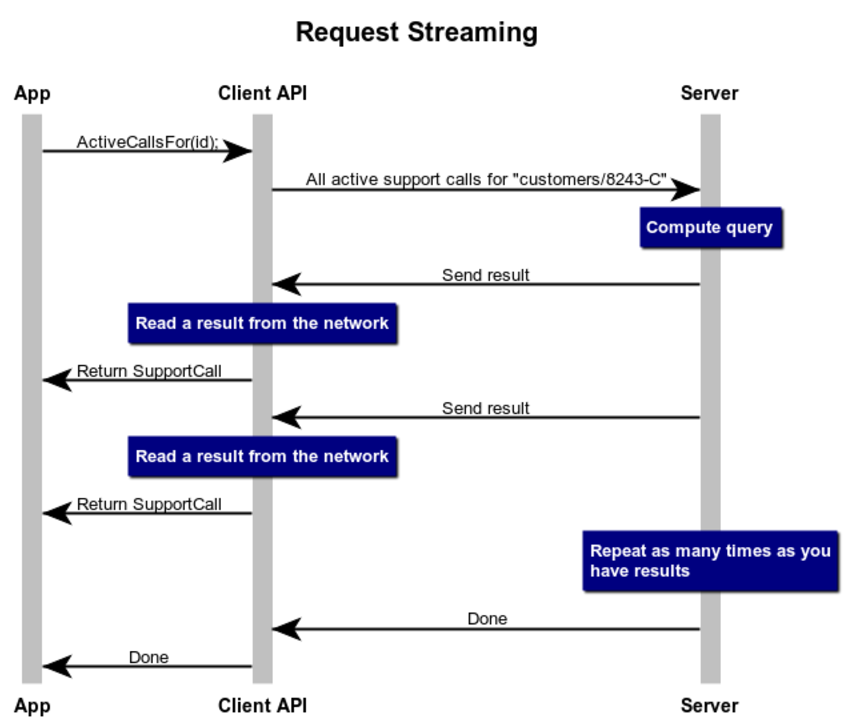 Request Streaming
App
Client API
Server
ActiveCallsFor(id);
All active support calls for "customers/8243-C"
Compute query
Send result
Read a result from the network
Return SupportCall
Send result
Read a result from the network
Return SupportCall
Repeat as many times as you
have results
Done
Done
App
Client API
Server